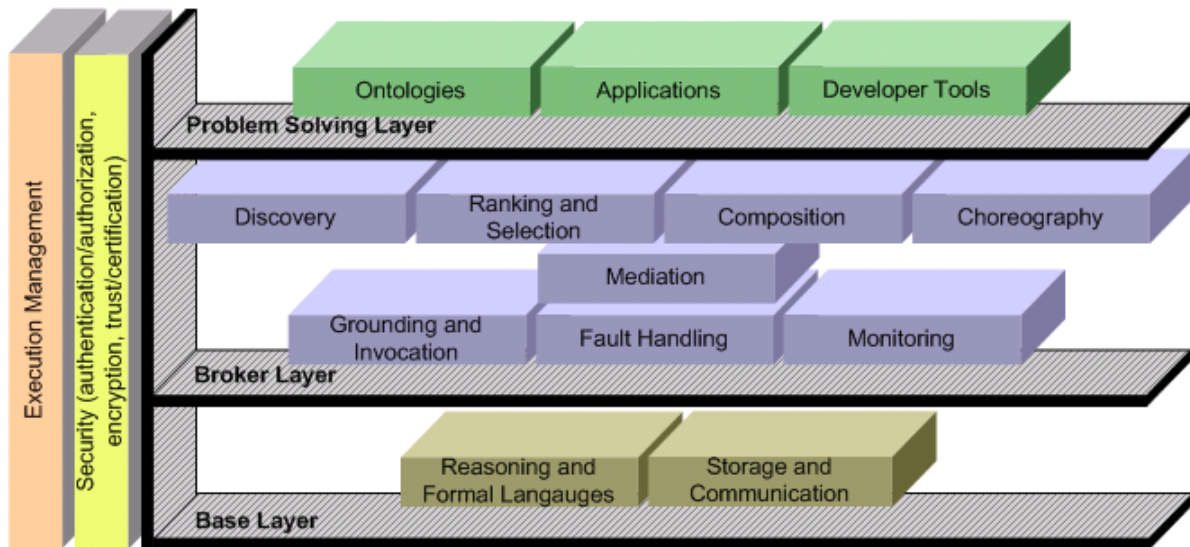 Execution Management
Security (authentication/authorization,
encryption, trust/certification)
Ontologies
Applications
Developer Tools
Problem Solving Layer
Discovery
Ranking and
Selection
Composition
Choreography
Mediation
Grounding and
Invocation
Fault Handling
Monitoring
Broker Layer
Reasoning and
Formal Langauges
Storage and
Communication
Base Layer